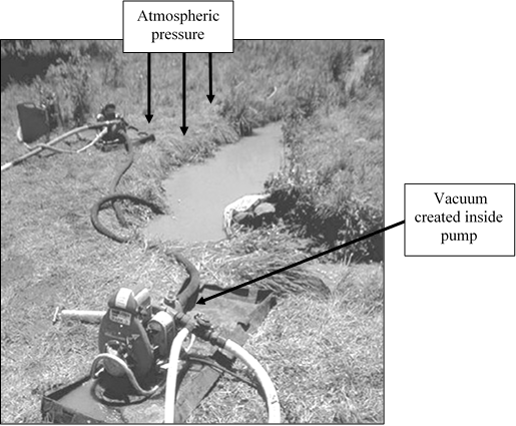 Atmospheric
pressure
Vacuum
created inside
pump